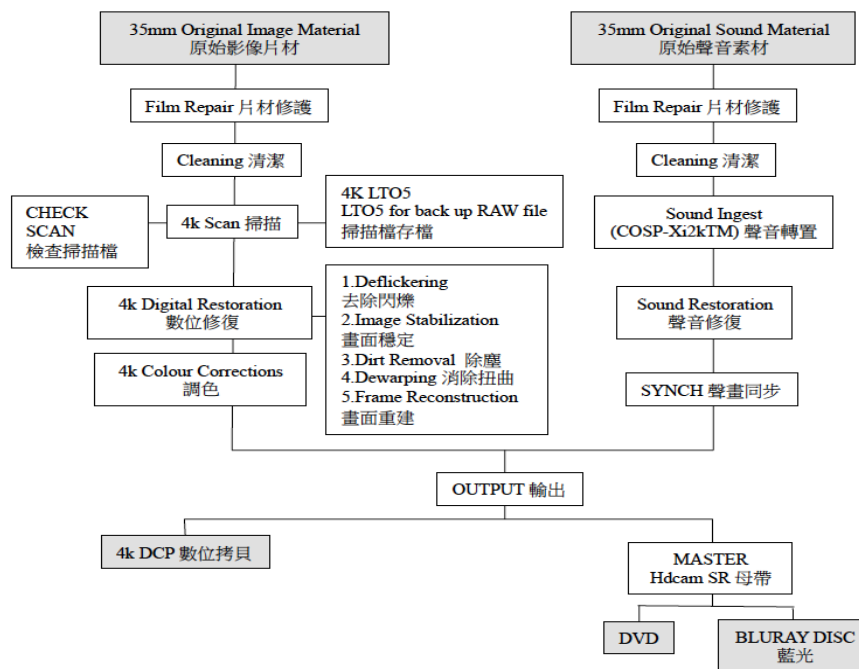 35mm Original Image Material
原始影像片材
35mm Original Sound Material
原始聲音素材
Film Repair 片材修護
Film Repair 片材修護
Cleaning 清潔
Cleaning 清潔
CHECK
SCAN
檢查掃描檔
4k Scan 掃描
4K LTO5
LTO5 for back up RAW file
掃描檔存檔
Sound Ingest
(COSP-Xi2kTM) 聲音轉置
4k Digital Restoration
數位修復
1.Deflickering
去除閃爍
2.Image Stabilization
畫面穩定
3.Dirt Removal 除塵
4.Dewarping 消除扭曲
5.Frame Reconstruction
畫面重建
Sound Restoration
聲音修復
4k Colour Corrections
調色
SYNCH 聲畫同步
OUTPUT 輸出
4k DCP 數位拷貝
MASTER
Hdcam SR 母帶
DVD
BLURAY DISC
藍光